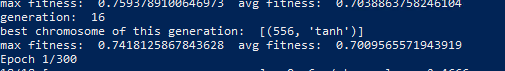 max fitness:  0.7593789100646973  avg fitness:  0.7038863758246104
generation:  16
best chromosome of this generation:  [(556, 'tanh')]
max fitness:  0.7418125867843628  avg fitness:  0.7009565571943919
Epoch 1/300